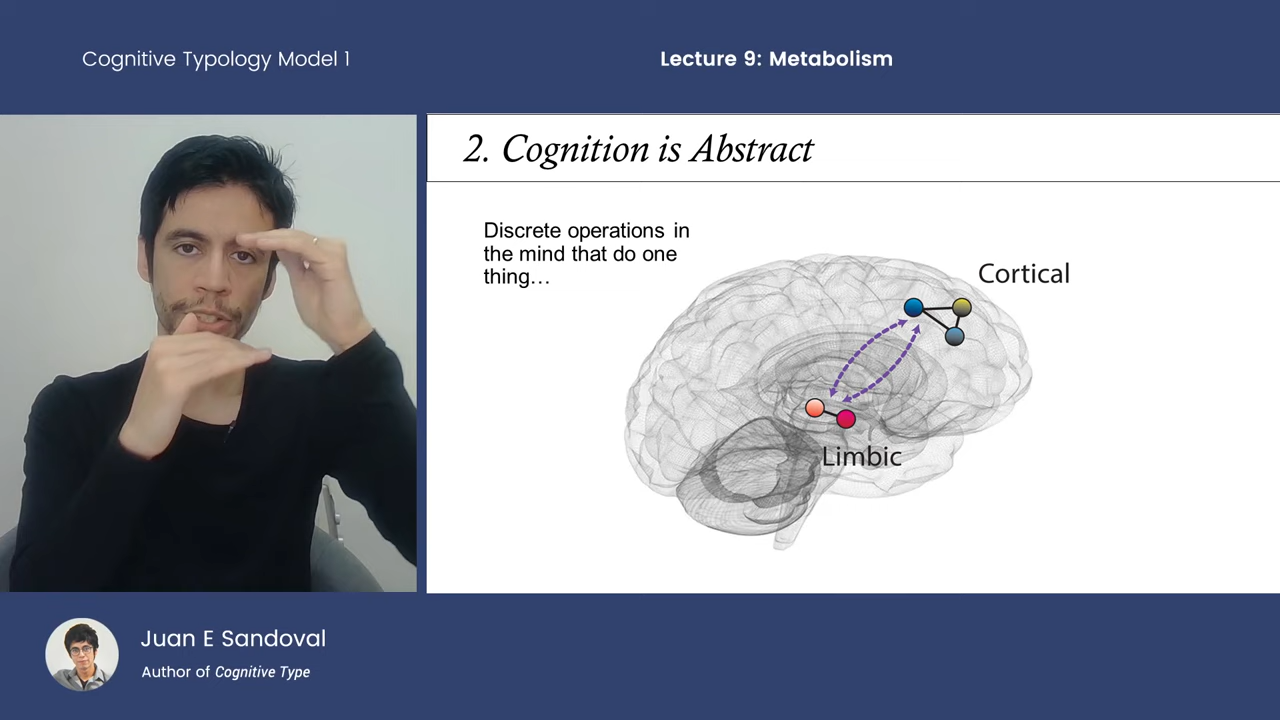 Cognitive Typology Model 1
Lecture 9: Metabolism
2. Cognition is Abstract
Discrete operations in
the mind that do one
thing…
Cortical
Limbic
Juan E Sandoval
Author of Cognitive Type